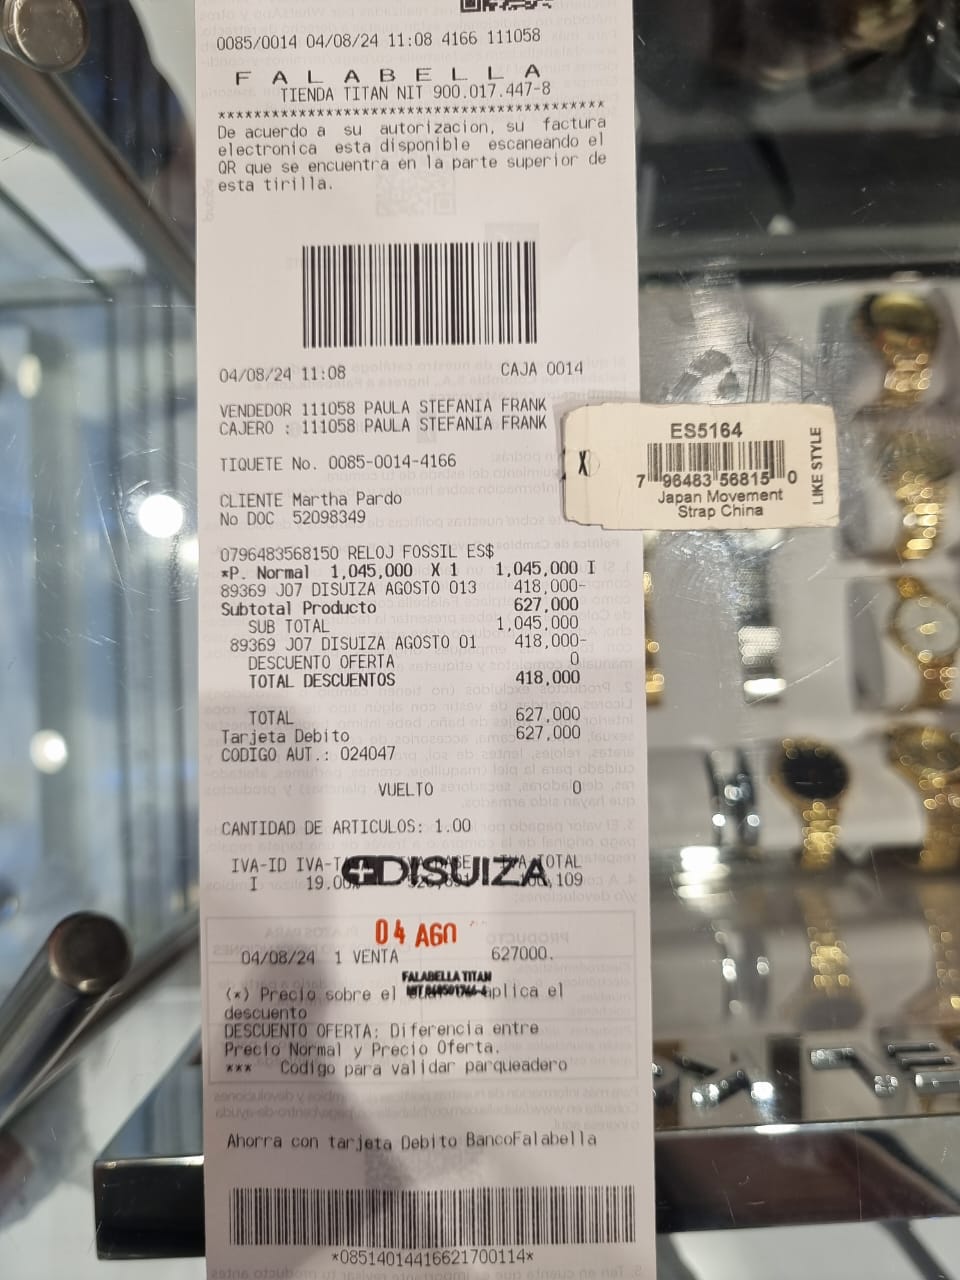 0085/0014 04/08/24 11:08 4166 111058
F A L A B E L L A
TIENDA TITAN NIT 900.017.447-8
******************************************
De acuerdo a su autorizacion, su factura
electronica esta disponible escaneando el
QR que se encuentra en la parte superior de
esta tirilla.
04/08/24 11:08 CAJA 0014
VENDEDOR 111058 PAULA STEFANIA FRANK
CAJERO : 111058 PAULA STEFANIA FRANK
TIQUETE No. 0085-0014-4166
CLIENTE Martha Pardo
No DOC 52098349
0796483568150 RELOJ FOSSIL ES$
*P. Normal 1,045,000 X 1 1,045,000 I
89369 J07 DISUIZA AGOSTO 013 418,000-
Subtotal Producto 627,000
SUB TOTAL 1,045,000
89369 J07 DISUIZA AGOSTO 01 418,000-
DESCUENTO OFERTA 0
TOTAL DESCUENTOS 418,000
TOTAL 627,000
Tarjeta Debito 627,000
CODIGO AUT.: 024047
VUELTO 0
CANTIDAD DE ARTICULOS: 1.00
IVA-ID TOTAL
I 19.00
DISUIZA
04 AGO
04/08/24 1 VENTA 627000.
FALABELLA TITAN
(*) Precio sobre el aplica el
descuento
DESCUENTO OFERTA: Diferencia entre
Precio Normal y Precio Oferta.
*** Codigo para validar parqueadero
Ahorra con tarjeta Debito BancoFalabella
*08514014416621700114*
X
ES5164
7 96483 56815 0
Japan Movement
Strap China
LIKE STYLE